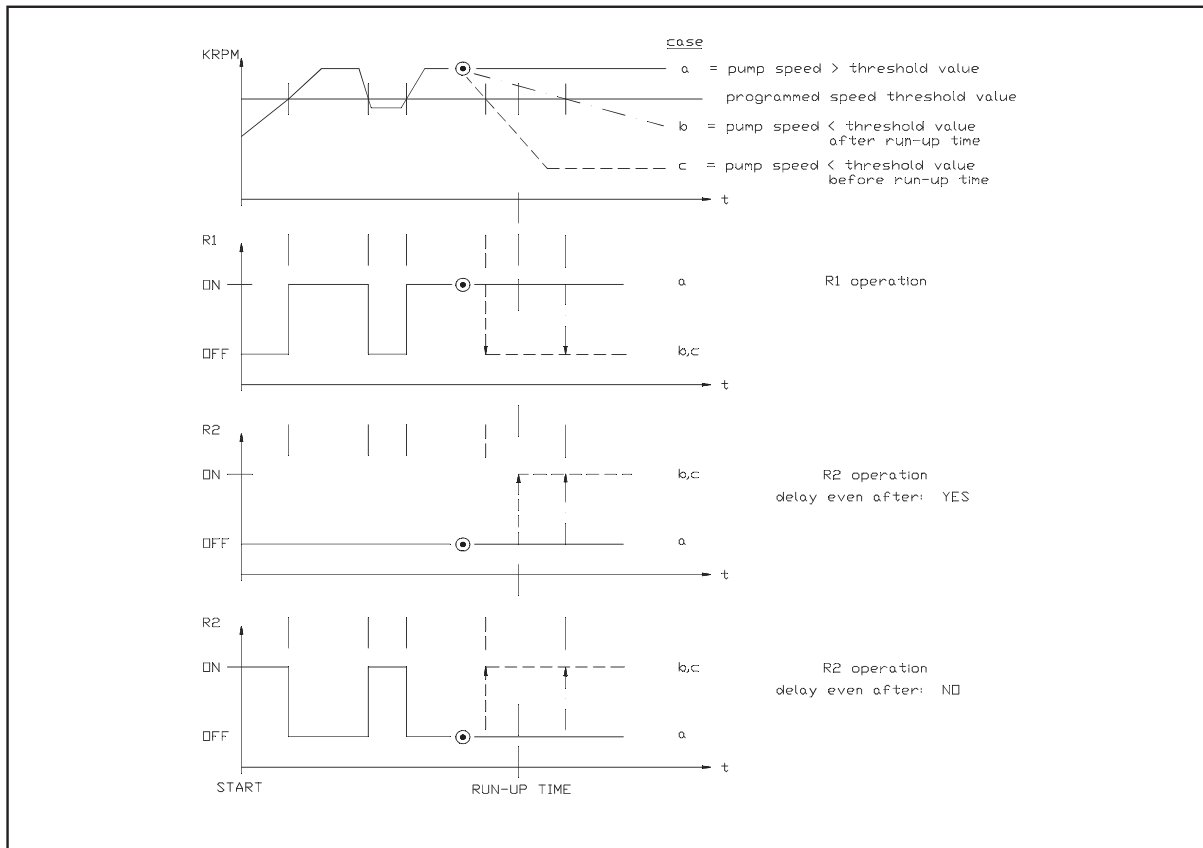 case
KRPM
a = pump speed > threshold value
programmed speed threshold value
b = pump speed < threshold value
after run-up time
c = pump speed < threshold value
before run-up time
t
R1
ON
a
R1 operation
OFF
b,c
t
R2
ON
b,c
R2 operation
delay even after: YES
OFF
a
t
R2
ON
b,c
R2 operation
delay even after: NO
OFF
a
t
START
RUN-UP TIME